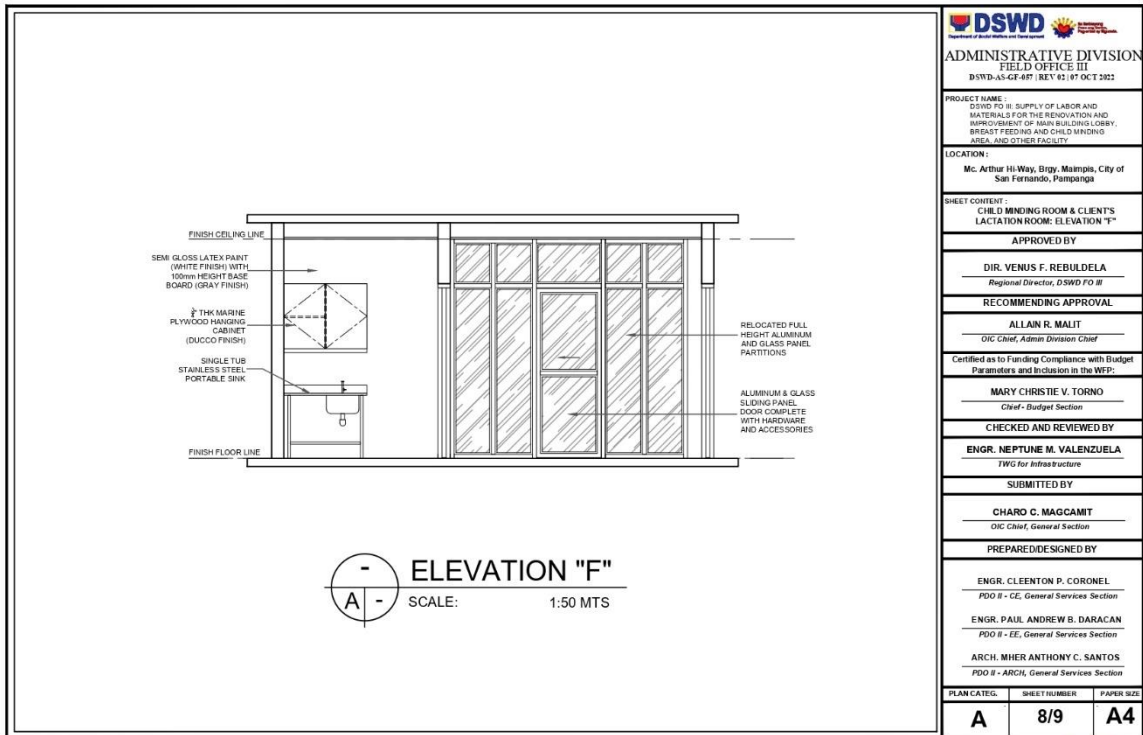 FINISH CEILING LINE
SEMI GLOSS LATEX PAINT
(WHITE FINISH) WITH
100mm HEIGHT BASE
BOARD (GRAY FINISH)
THK MARINE
PLYWOOD HANGING
CABINET
(DUCCO FINISH)
SINGLE TUB
STAINLESS STEEL
PORTABLE SINK
FINISH FLOOR LINE
RELOCATED FULL
HEIGHT ALUMINUM
AND GLASS PANEL
PARTITIONS
ALUMINUM & GLASS
SLIDING PANEL
DOOR COMPLETE
WITH HARDWARE
AND ACCESSORIES
-
A -
ELEVATION "F"
SCALE: 1:50 MTS
DSWD
Department of Social Welfare and Development
ADMINISTRATIVE DIVISION
FIELD OFFICE III
DSWD-AS-GF-057 | REV 02 | 07 OCT 2022
PROJECT NAME :
DSWD FO III: SUPPLY OF LABOR AND
MATERIALS FOR THE RENOVATION AND
IMPROVEMENT OF MAIN BUILDING LOBBY,
BREAST FEEDING AND CHILD MINDING
AREA, AND OTHER FACILITY
LOCATION :
Mc. Arthur Hi-Way, Brgy. Maimpis, City of
San Fernando, Pampanga
SHEET CONTENT :
CHILD MINDING ROOM & CLIENT'S
LACTATION ROOM: ELEVATION "F"
APPROVED BY
DIR. VENUS F. REBULDELA
Regional Director, DSWD FO III
RECOMMENDING APPROVAL
ALLAIN R. MALIT
OIC Chief, Admin Division Chief
Certified as to Funding Compliance with Budget
Parameters and Inclusion in the WFP:
MARY CHRISTIE V. TORNO
Chief - Budget Section
CHECKED AND REVIEWED BY
ENGR. NEPTUNE M. VALENZUELA
TWG for Infrastructure
SUBMITTED BY
CHARO C. MAGCAMIT
OIC Chief, General Section
PREPARED/DESIGNED BY
ENGR. CLEENTON P. CORONEL
PDO II - CE, General Services Section
ENGR. PAUL ANDREW B. DARACAN
PDO II - EE, General Services Section
ARCH. MHER ANTHONY C. SANTOS
PDO II - ARCH, General Services Section
PLAN CATEG. SHEET NUMBER PAPER SIZE
A 8/9 A4